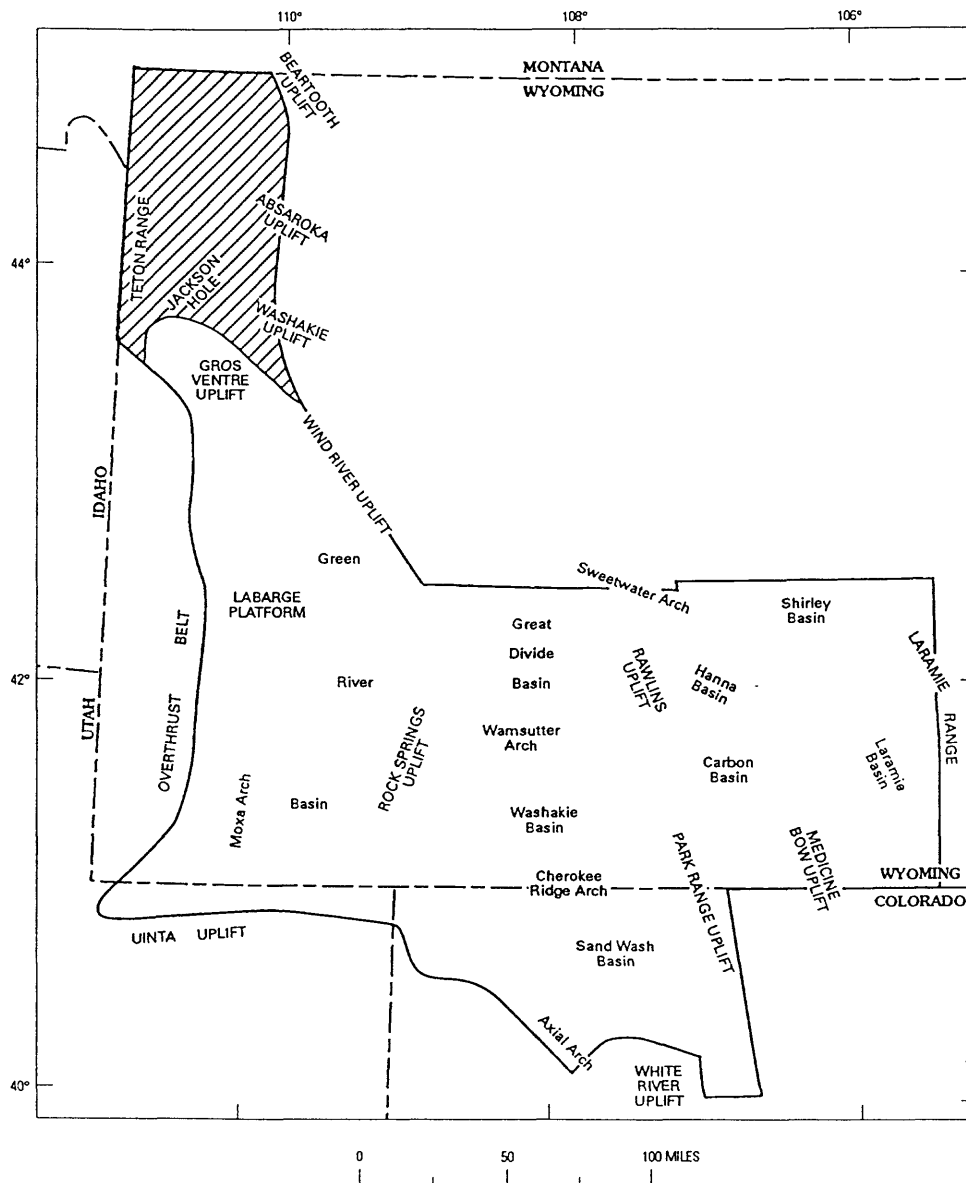 110°
108°
106°
MONTANA
WYOMING
BEARTOOTH
UPLIFT
ABSAROKA
UPLIFT
TETON RANGE
44°
JACKSON
HOLE
WASHAKIE
UPLIFT
GROS
VENTRE
UPLIFT
WIND RIVER UPLIFT
IDAHO
Green
Sweetwater Arch
LABARGE
PLATFORM
Shirley
Basin
BELT
Great
Divide
Basin
RAWLINS
UPLIFT
Hanna
Basin
LARAMIE
RANGE
42°
River
UTAH
OVERTHRUST
ROCK SPRINGS
UPLIFT
Wamsutter
Arch
Carbon
Basin
Laramia
Basin
Moxa Arch
Basin
Washakie
Basin
PARK RANGE UPLIFT
MEDICINE
BOW UPLIFT
Cherokee
Ridge Arch
WYOMING
COLORADO
UINTA UPLIFT
Sand Wash
Basin
Axial Arch
WHITE
RIVER
UPLIFT
40°
0 50 100 MILES